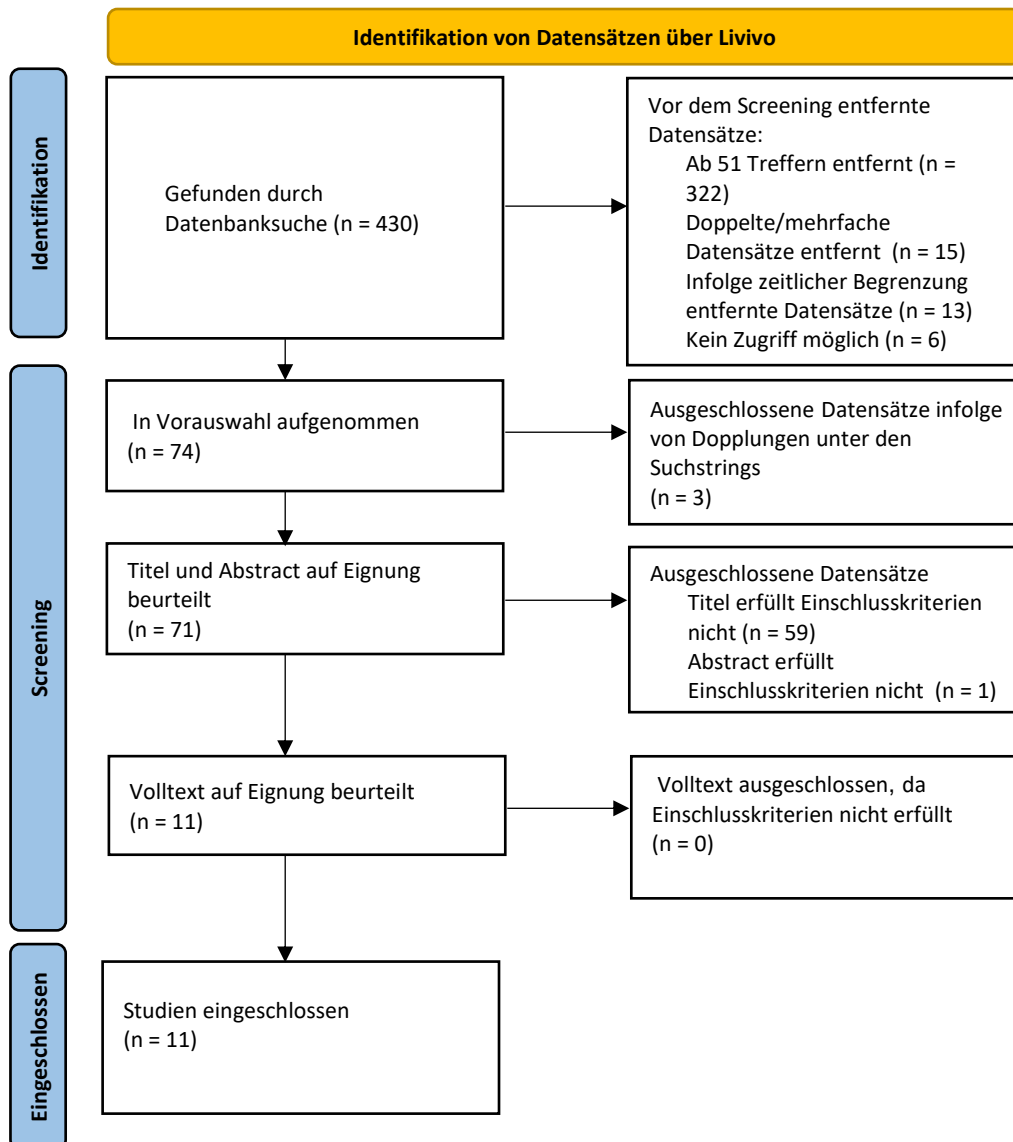 Identifikation von Datensätzen über Livivo
Identifikation
Gefunden durch
Datenbanksuche (n = 430)
Vor dem Screening entfernte
Datensätze:
Ab 51 Treffern entfernt (n =
322)
Doppelte/mehrfache
Datensätze entfernt (n = 15)
Infolge zeitlicher Begrenzung
entfernte Datensätze (n = 13)
Kein Zugriff möglich (n = 6)
Screening
In Vorauswahl aufgenommen
(n = 74)
Ausgeschlossene Datensätze infolge
von Dopplungen unter den
Suchstrings
(n = 3)
Titel und Abstract auf Eignung
beurteilt
(n = 71)
Ausgeschlossene Datensätze
Titel erfüllt Einschlusskriterien
nicht (n = 59)
Abstract erfüllt
Einschlusskriterien nicht (n = 1)
Volltext auf Eignung beurteilt
(n = 11)
Volltext ausgeschlossen, da
Einschlusskriterien nicht erfüllt
(n = 0)
Eingeschlossen
Studien eingeschlossen
(n = 11)